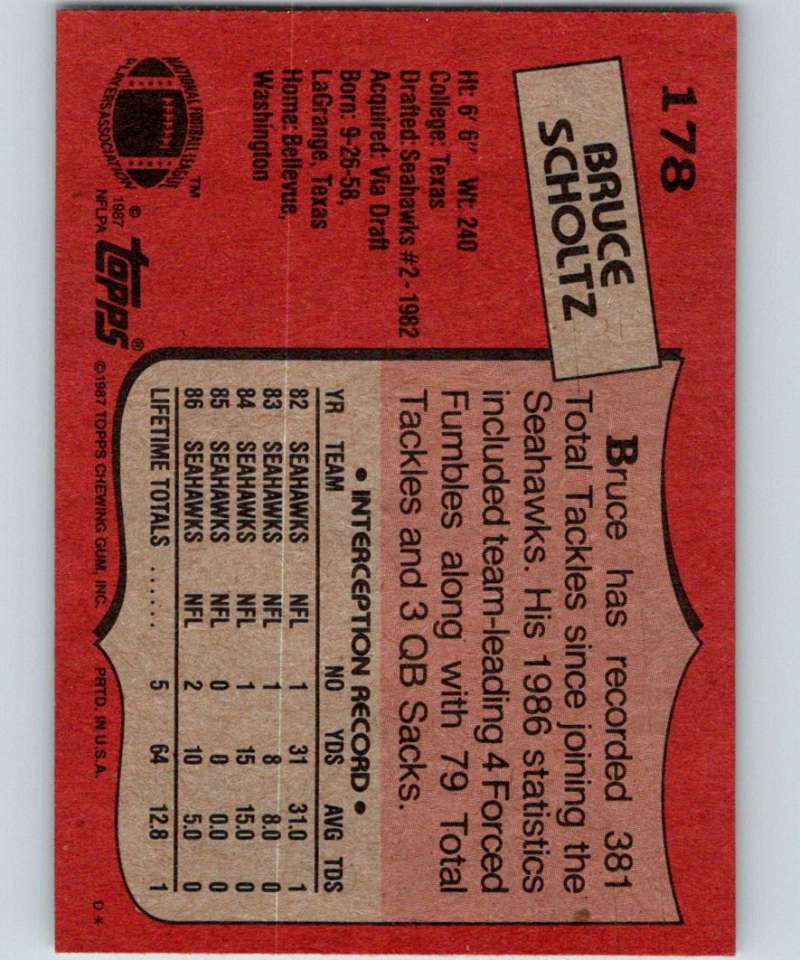 178
BRUCE
SCHOLTZ
Ht: 6' 6" Wt: 240
College: Texas
Drafted: Seahawks #2 - 1982
Acquired: Via Draft
Born: 9-26-58,
LaGrange, Texas
Home: Bellevue,
Washington
NATIONAL FOOTBALL LEAGUE
PLAYERS ASSOCIATION
TM
© 1987
NFLPA
topps®
Bruce has recorded 381
Total Tackles since joining the
Seahawks. His 1986 statistics
included team-leading 4 Forced
Fumbles along with 79 Total
Tackles and 3 QB Sacks.
• INTERCEPTION RECORD •
YR TEAM NO YDS AVG TDS
82 SEAHAWKS NFL 1 31 31.0 1
83 SEAHAWKS NFL 1 8 8.0 0
84 SEAHAWKS NFL 1 15 15.0 0
85 SEAHAWKS NFL 0 0 0.0 0
86 SEAHAWKS NFL 2 10 5.0 0
LIFETIME TOTALS ...... 5 64 12.8 1
©1987 TOPPS CHEWING GUM, INC. PRTD. IN U.S.A. D*